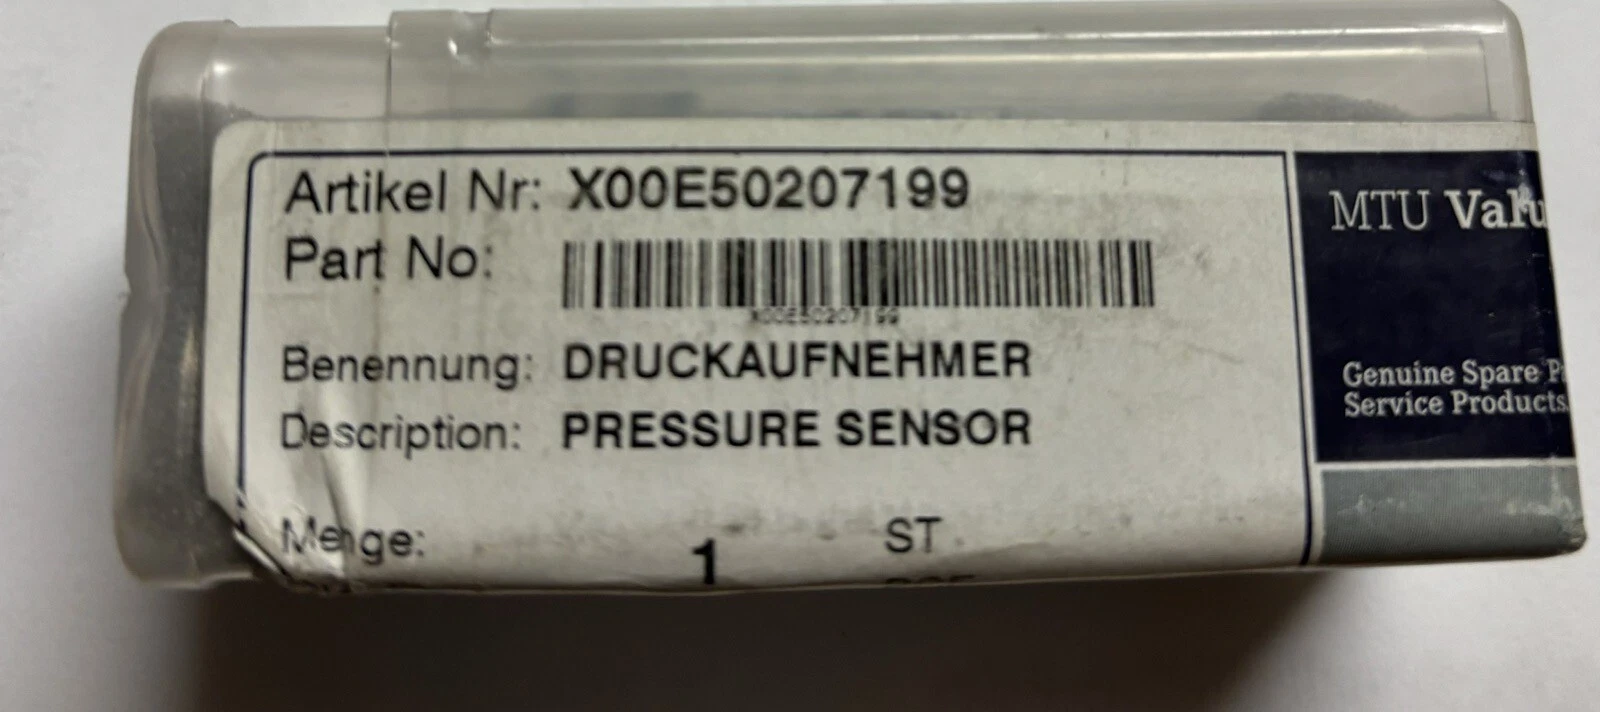 Artikel Nr: X00E50207199
Part No:
X00E50207199
Benennung: DRUCKAUFNEHMER
Description: PRESSURE SENSOR
Menge: 1 ST
MTU Valu
Genuine Spare P
Service Products